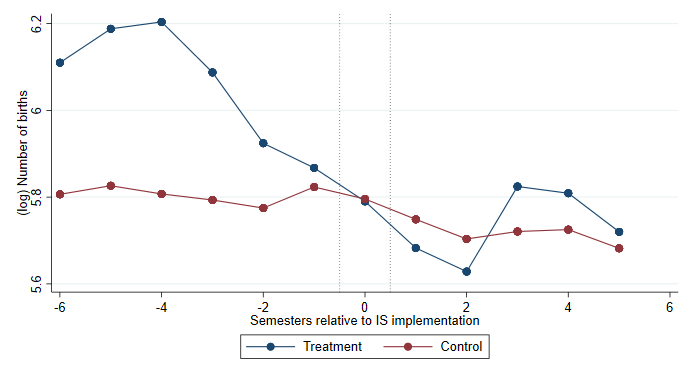 (log) Number of births
6.2
6
5.8
5.6
-6 -4 -2 0 2 4 6
Semesters relative to IS implementation
Treatment Control